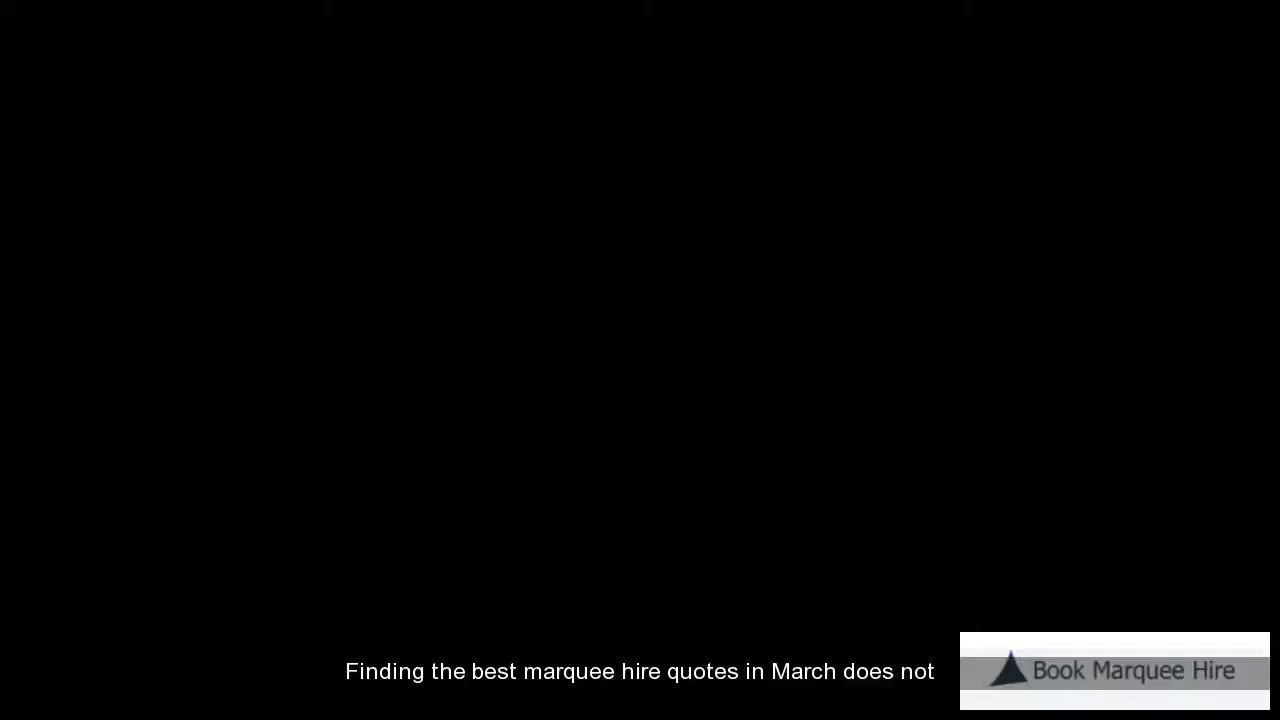 Finding the best marquee hire quotes in March does not
Book Marquee Hire